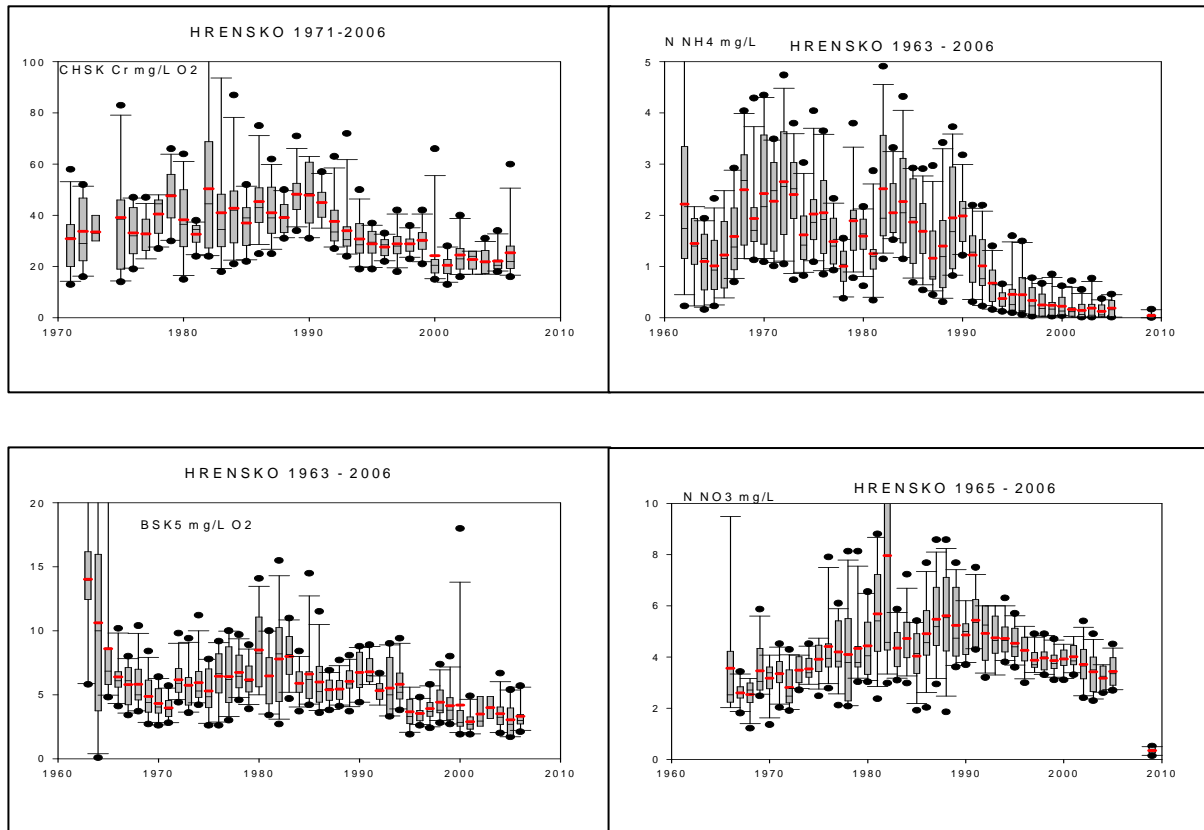 HRENSKO 1971-2006
CHSK Cr mg/L O2
100
80
60
40
20
0
1970 1980 1990 2000 2010
N NH4 mg/L
HRENSKO 1963 - 2006
5
4
3
2
1
0
1960 1970 1980 1990 2000 2010
HRENSKO 1963 - 2006
BSK5 mg/L O2
20
15
10
5
0
1960 1970 1980 1990 2000 2010
N NO3 mg/L
HRENSKO 1965 - 2006
10
8
6
4
2
0
1960 1970 1980 1990 2000 2010